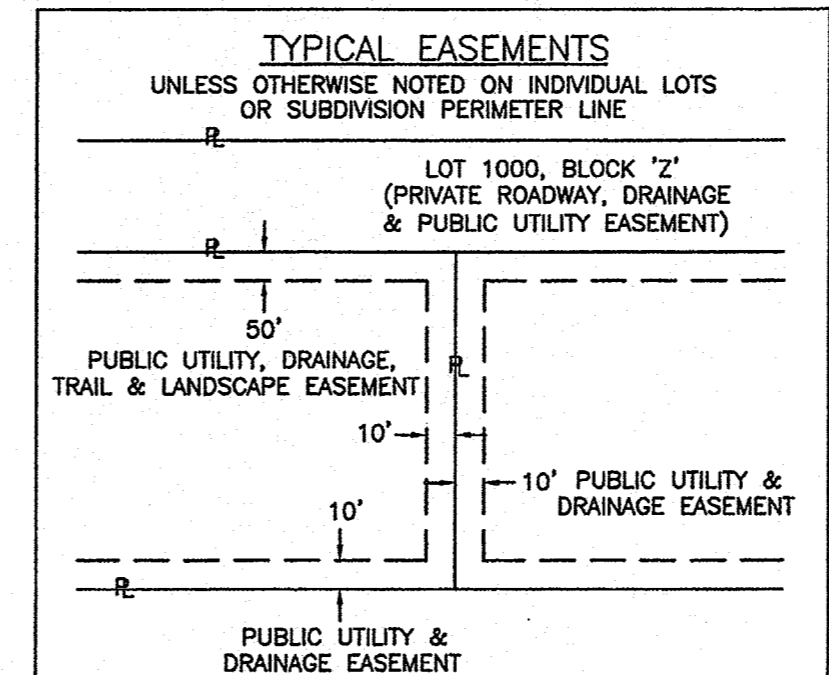 TYPICAL EASEMENTS
UNLESS OTHERWISE NOTED ON INDIVIDUAL LOTS
OR SUBDIVISION PERIMETER LINE
PL
LOT 1000, BLOCK 'Z'
(PRIVATE ROADWAY, DRAINAGE
& PUBLIC UTILITY EASEMENT)
PL
50'
PUBLIC UTILITY, DRAINAGE,
TRAIL & LANDSCAPE EASEMENT
PL
10'
10' PUBLIC UTILITY &
DRAINAGE EASEMENT
10'
PL
PUBLIC UTILITY &
DRAINAGE EASEMENT